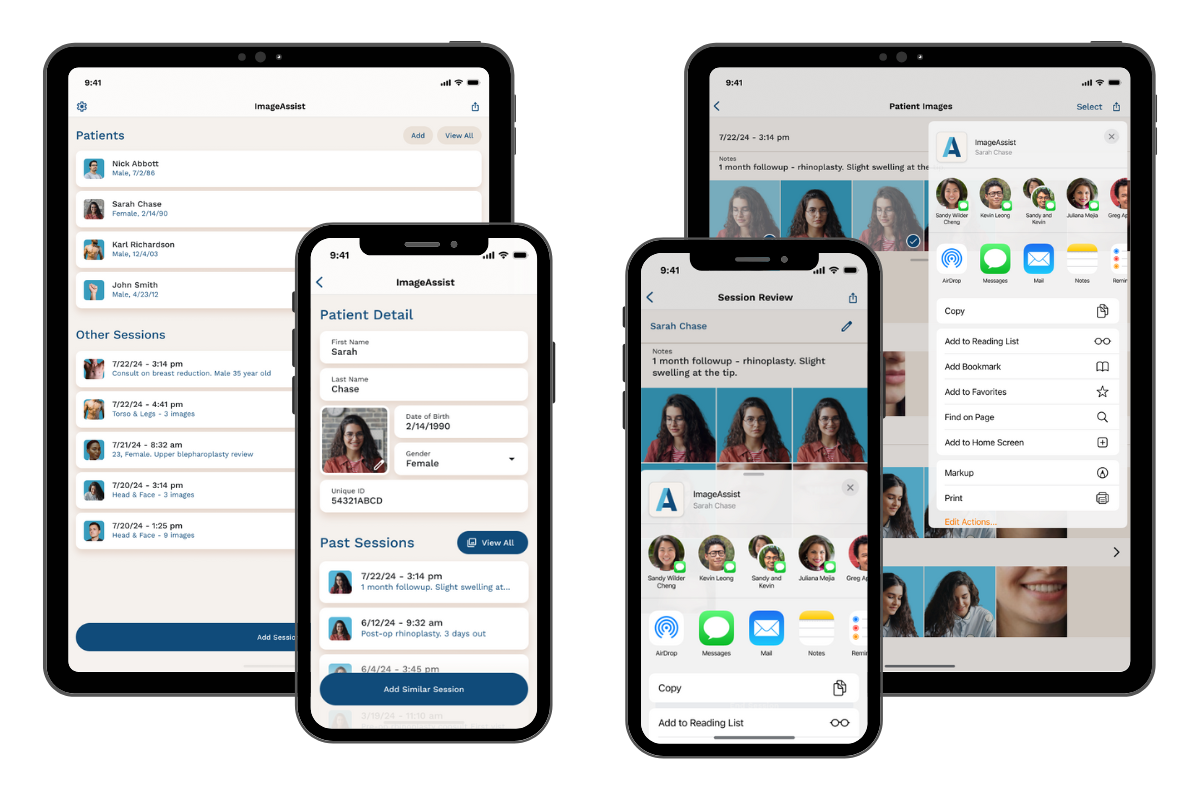 9:41
ImageAssist
Patients
Add
View All
Nick Abbott
Male, 7/2/86
Sarah Chase
Female, 2/14/90
Karl Richardson
Male, 12/4/03
John Smith
Male, 4/23/12
Other Sessions
7/22/24 - 3:14 pm
Consult on breast reduction. Male 35 year old
7/22/24 - 4:41 pm
Torso & Legs - 3 images
7/21/24 - 8:32 am
23, Female. Upper blepharoplasty review
7/20/24 - 3:14 pm
Head & Face - 3 images
7/20/24 - 1:25 pm
Head & Face - 9 images
Add
9:41
ImageAssist
Patient Detail
First Name
Sarah
Last Name
Chase
Date of Birth
2/14/1990
Gender
Female
Unique ID
54321ABCD
Past Sessions
View All
7/22/24 - 3:14 pm
1 month followup. Slight swelling at...
6/12/24 - 9:32 am
Post-op rhinoplasty. 3 days out
6/4/24 - 3:45 pm
Add Similar Session
3/19/24 - 11:10 am
9:41
Session Review
Sarah Chase
Notes
1 month followup - rhinoplasty. Slight
swelling at the tip.
ImageAssist
Sarah Chase
Sandy Wilder
Cheng
Kevin Leong
Sandy and
Kevin
Juliana Mejia
Greg Ap
AirDrop
Messages
Mail
Notes
Remin
Copy
Add to Reading List
9:41
Patient Images
Select
7/22/24 - 3:14 pm
Notes
1 month followup - rhinoplasty. Slight swelling at the
ImageAssist
Sarah Chase
Sandy Wilder
Cheng
Kevin Leong
Sandy and
Kevin
Juliana Mejia
Greg Ap
AirDrop
Messages
Mail
Notes
Remin
Copy
Add to Reading List
Add Bookmark
Add to Favorites
Find on Page
Add to Home Screen
Markup
Print
Edit Actions...